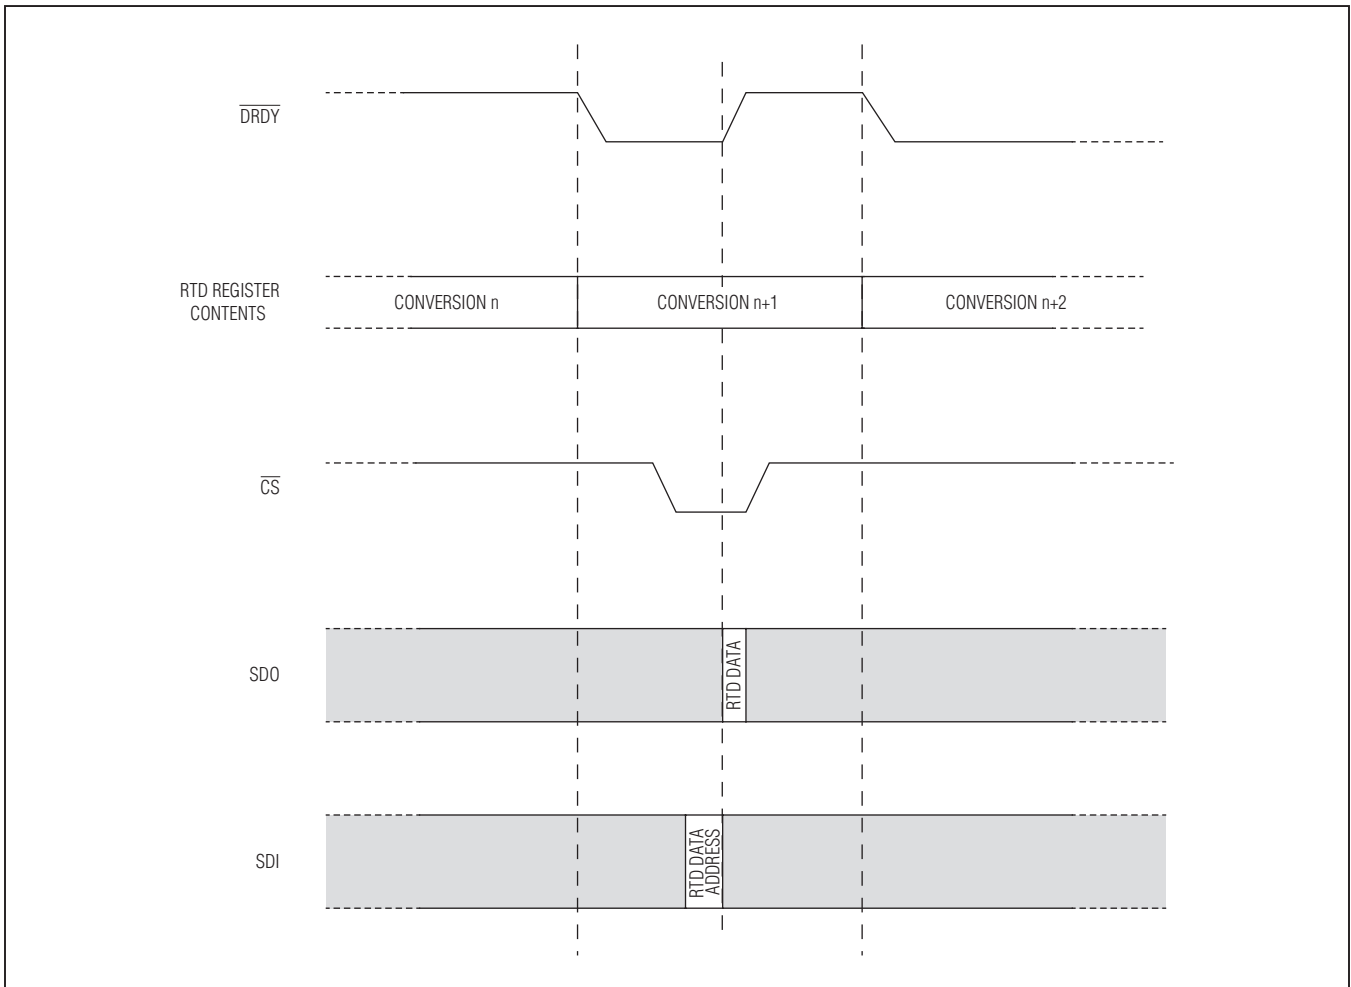 DRDY
RTD REGISTER
CONTENTS
CONVERSION n
CONVERSION n+1
CONVERSION n+2
CS
SDO
RTD DATA
SDI
RTD DATA
ADDRESS